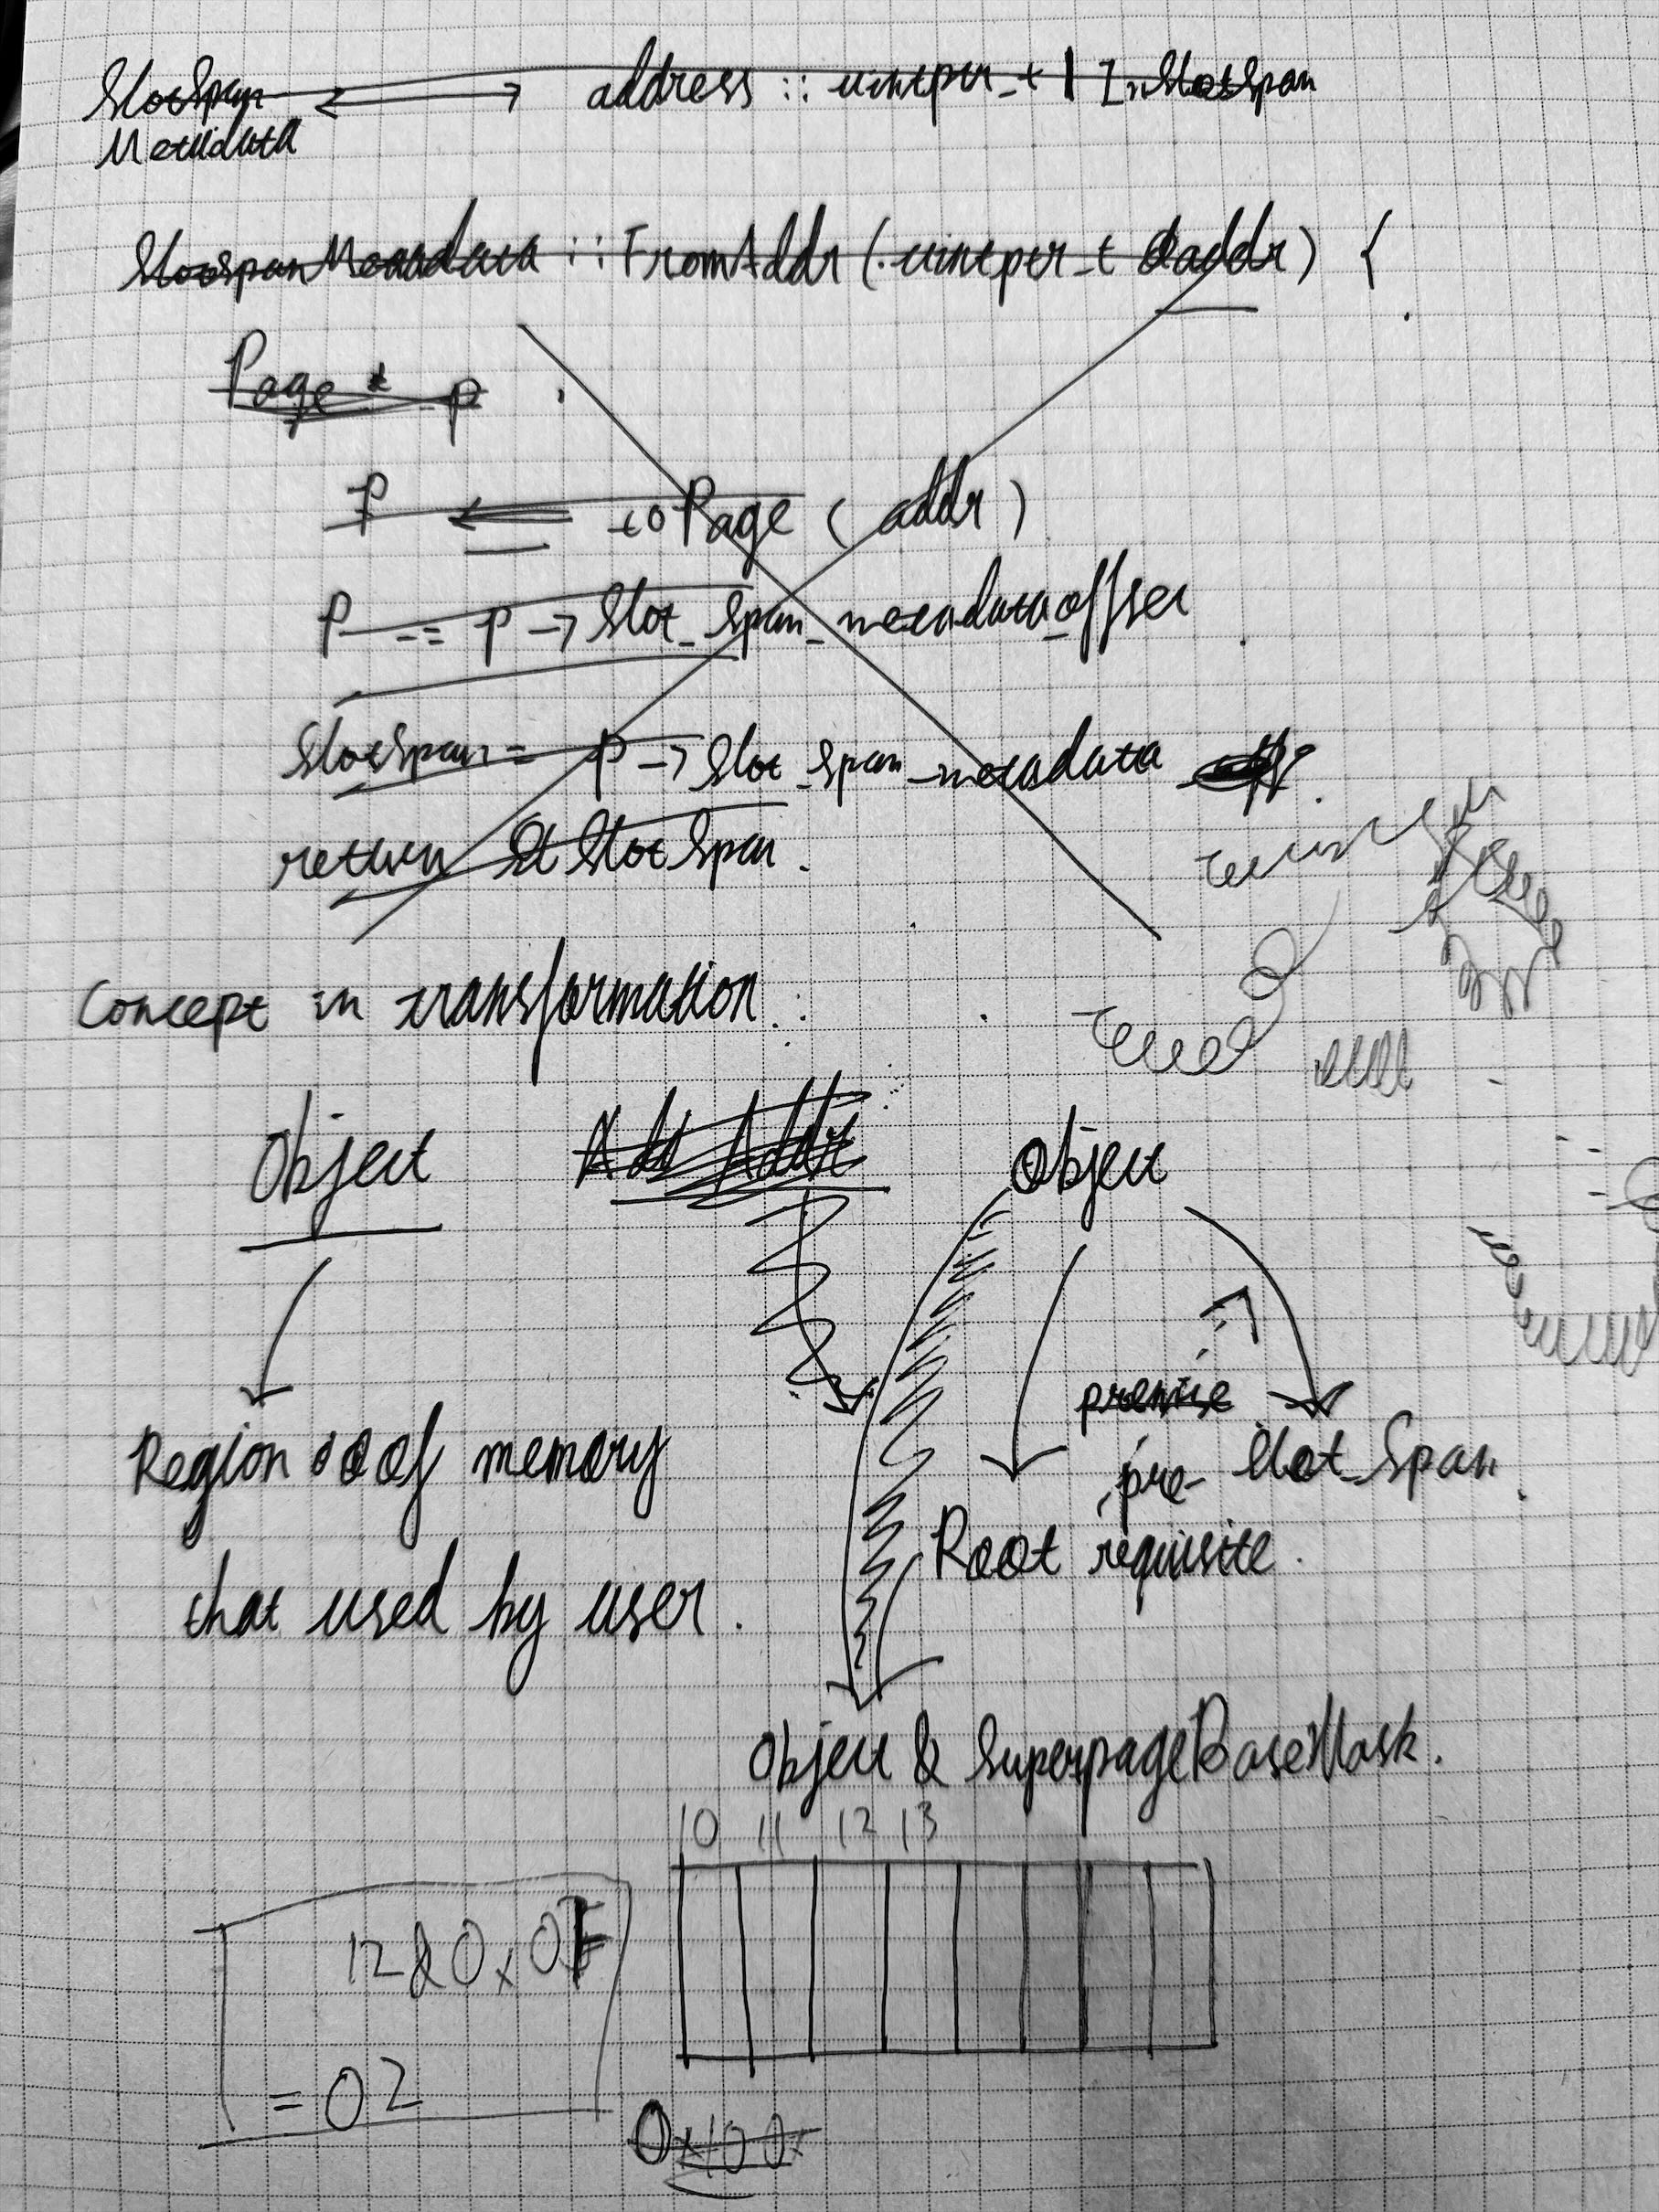 SlotSpan ⟷ address :: uintptr_t | InSlotSpan
Metadata
SlotspanMetadata :: FromAddr (uintptr_t addr) {
Page * p
P ⟸ toPage ( addr )
P -= p → Slot_Span_metadata_offset
SlotSpan = p → Slot_Span_metadata
return SlotSpan.
Concept in transformation :
Object Add Addr Object
premise
Region of memory pre- Slot_Span.
Root requisite.
that used by user.
Object & SuperpageBaseMask.
10 11 12 13
12 & 0x0F
= 02
0x100